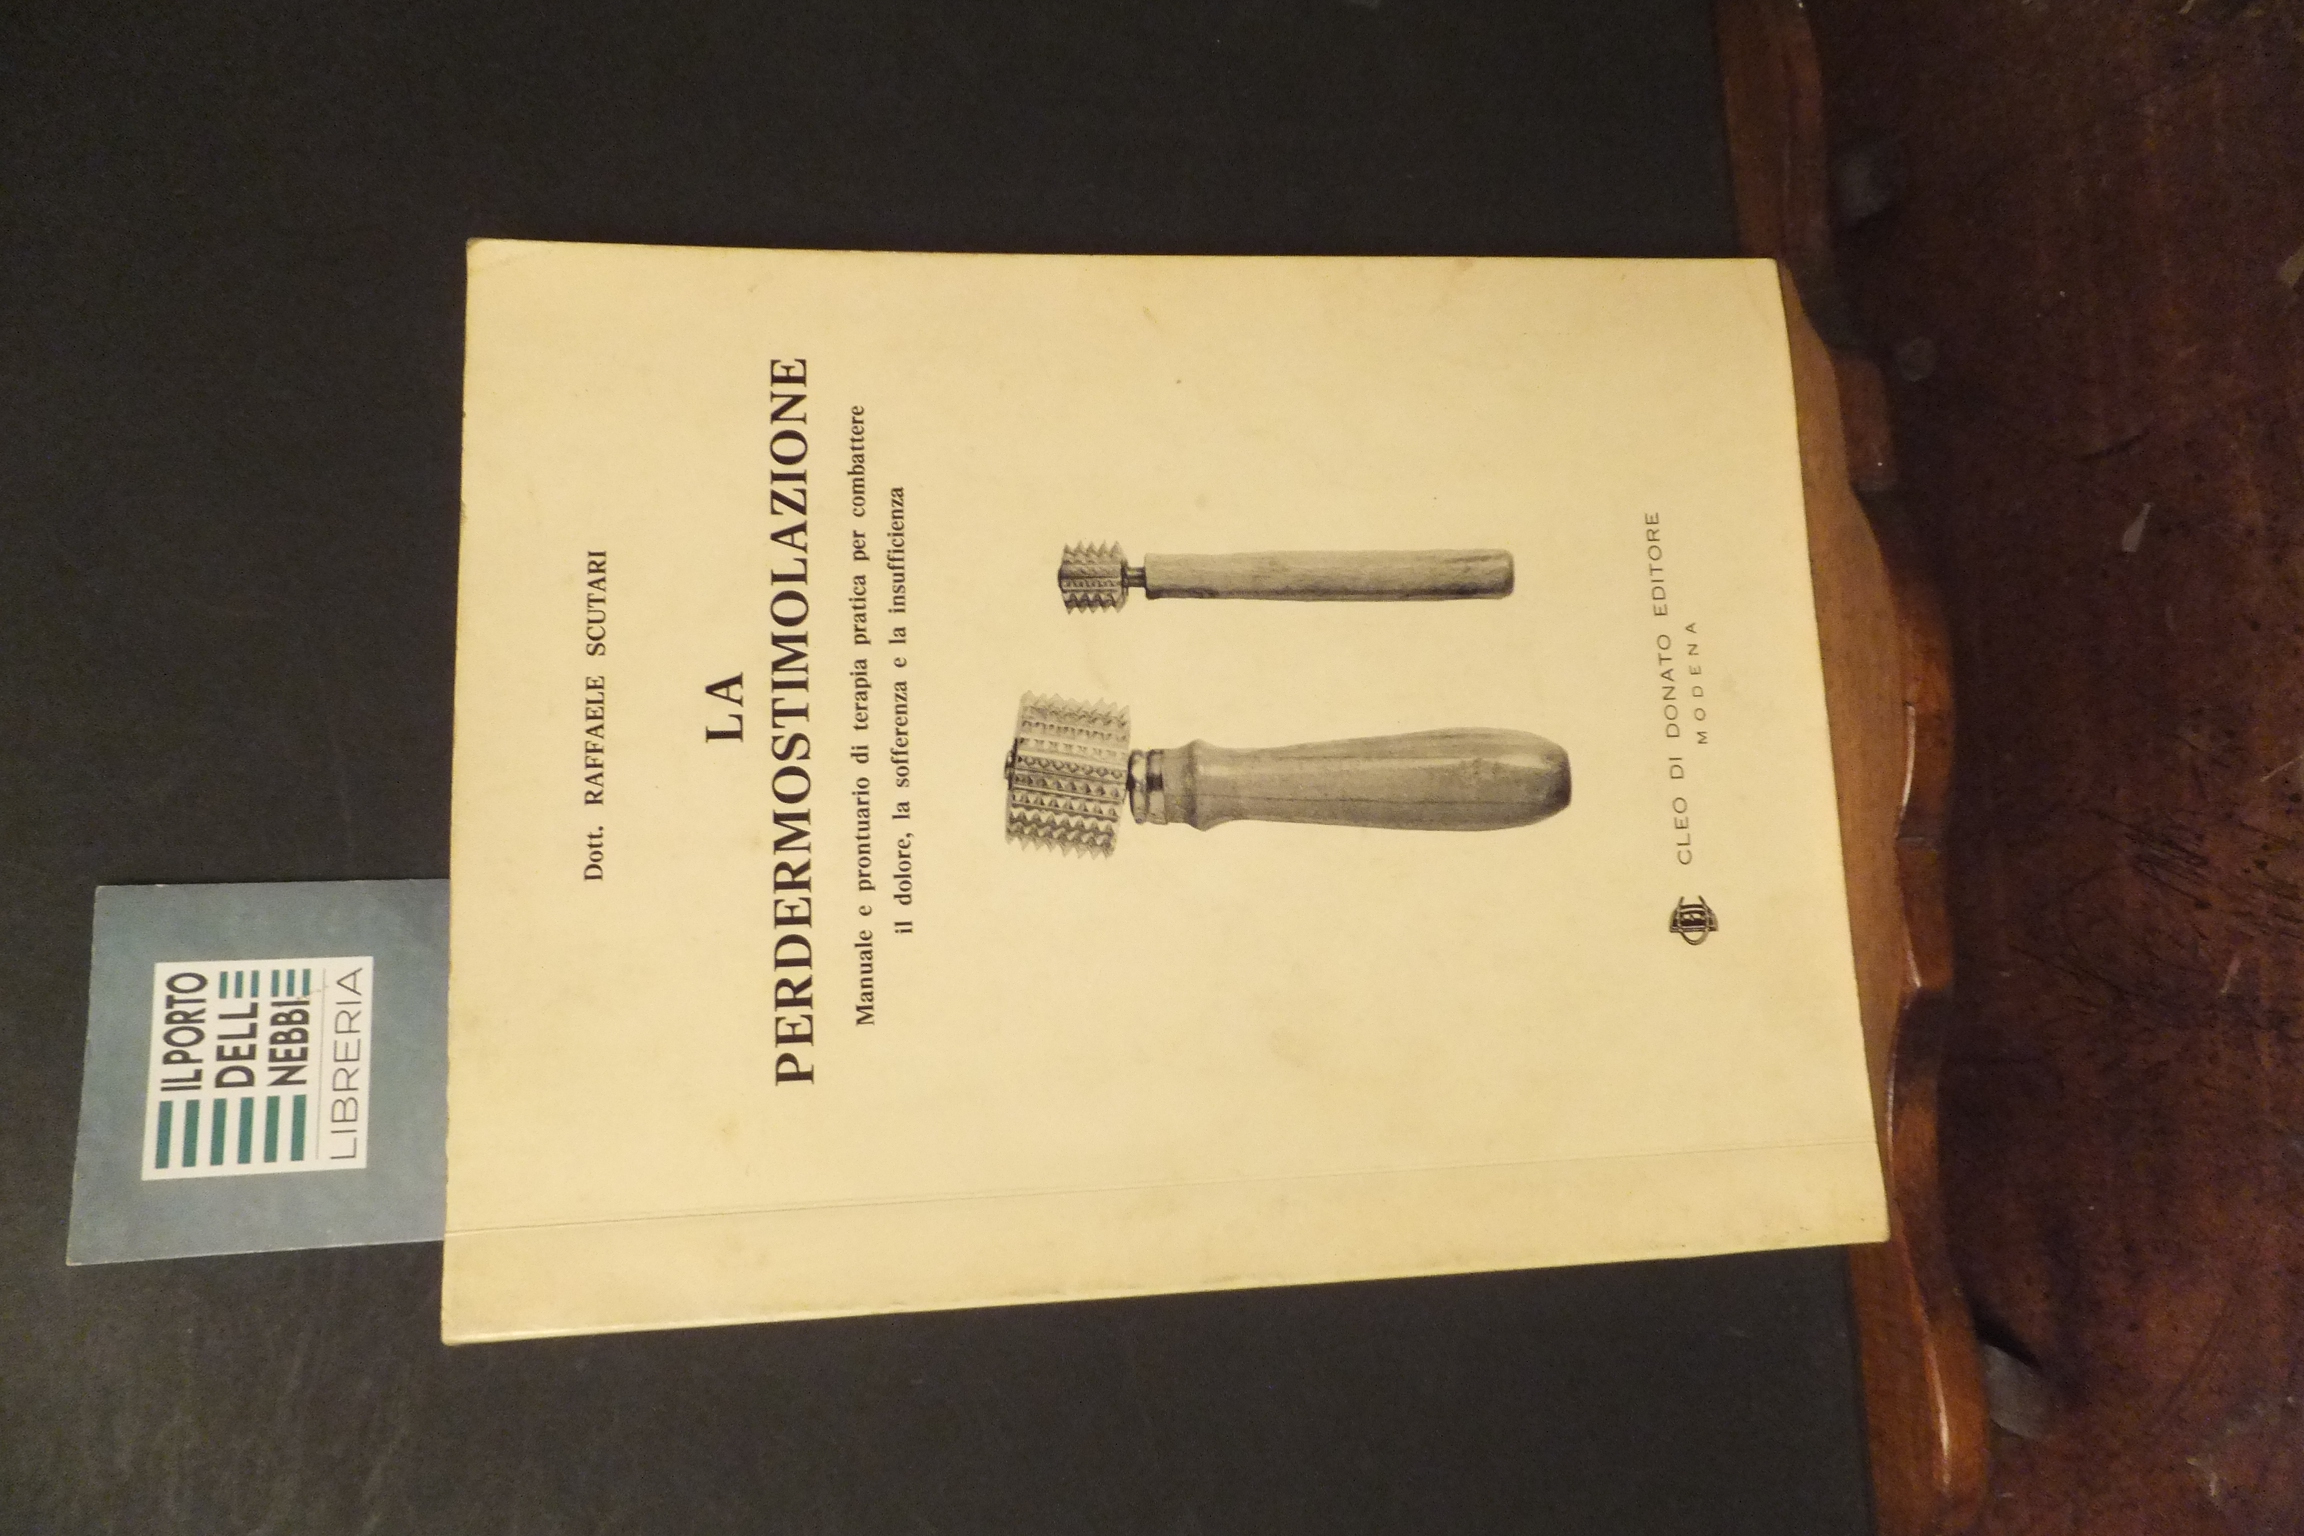 IL PORTO
DELLE
NEBBIE
LIBRERIA
Dott. RAFFAELE SCUTARI
LA
PERDERMOSTIMOLAZIONE
Manuale e prontuario di terapia pratica per combattere
il dolore, la sofferenza e la insufficienza
CLEO DI DONATO EDITORE
MODENA